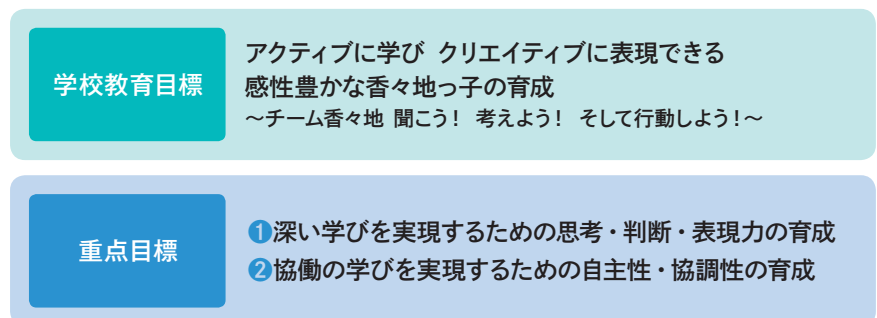 学校教育目標
アクティブに学び クリエイティブに表現できる
感性豊かな香々地っ子の育成
～チーム香々地 聞こう！ 考えよう！ そして行動しよう！～
重点目標
❶深い学びを実現するための思考・判断・表現力の育成
❷協働の学びを実現するための自主性・協調性の育成